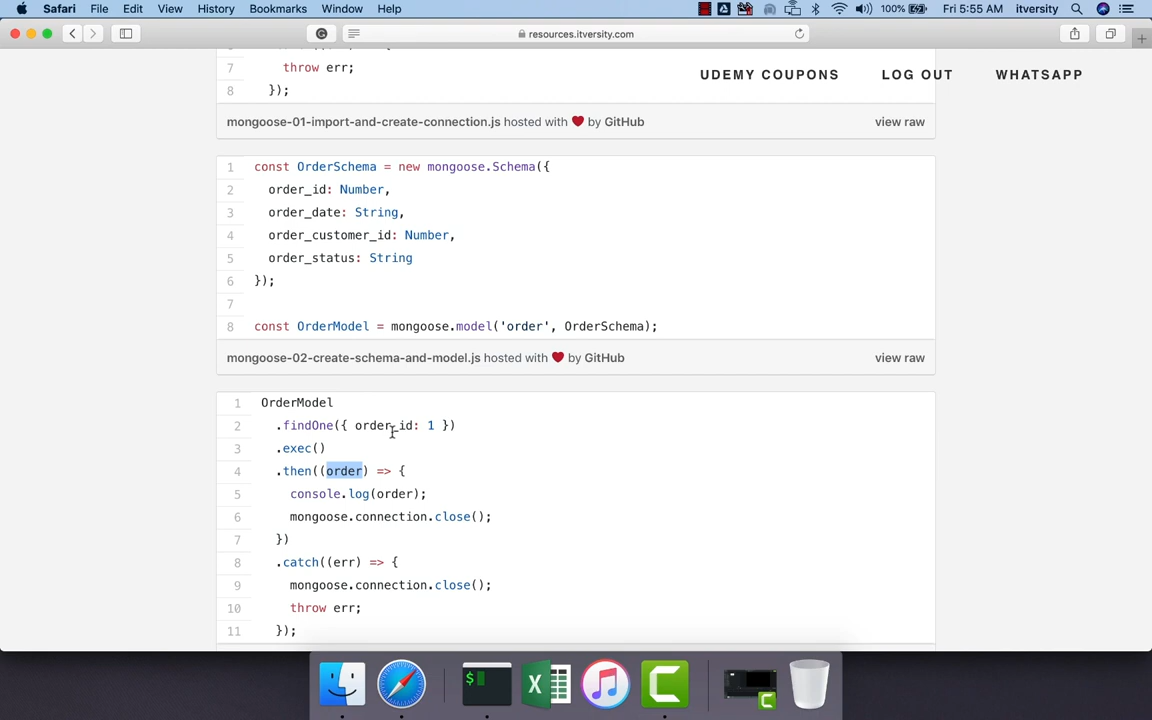 Safari File Edit View History Bookmarks Window Help 100% Fri 5:55 AM itversity
resources.itversity.com
UDEMY COUPONS LOG OUT WHATSAPP
7 throw err;
8 });
mongoose-01-import-and-create-connection.js hosted with ❤ by GitHub view raw
1 const OrderSchema = new mongoose.Schema({
2 order_id: Number,
3 order_date: String,
4 order_customer_id: Number,
5 order_status: String
6 });
7
8 const OrderModel = mongoose.model('order', OrderSchema);
mongoose-02-create-schema-and-model.js hosted with ❤ by GitHub view raw
1 OrderModel
2 .findOne({ order_id: 1 })
3 .exec()
4 .then((order) => {
5 console.log(order);
6 mongoose.connection.close();
7 })
8 .catch((err) => {
9 mongoose.connection.close();
10 throw err;
11 });